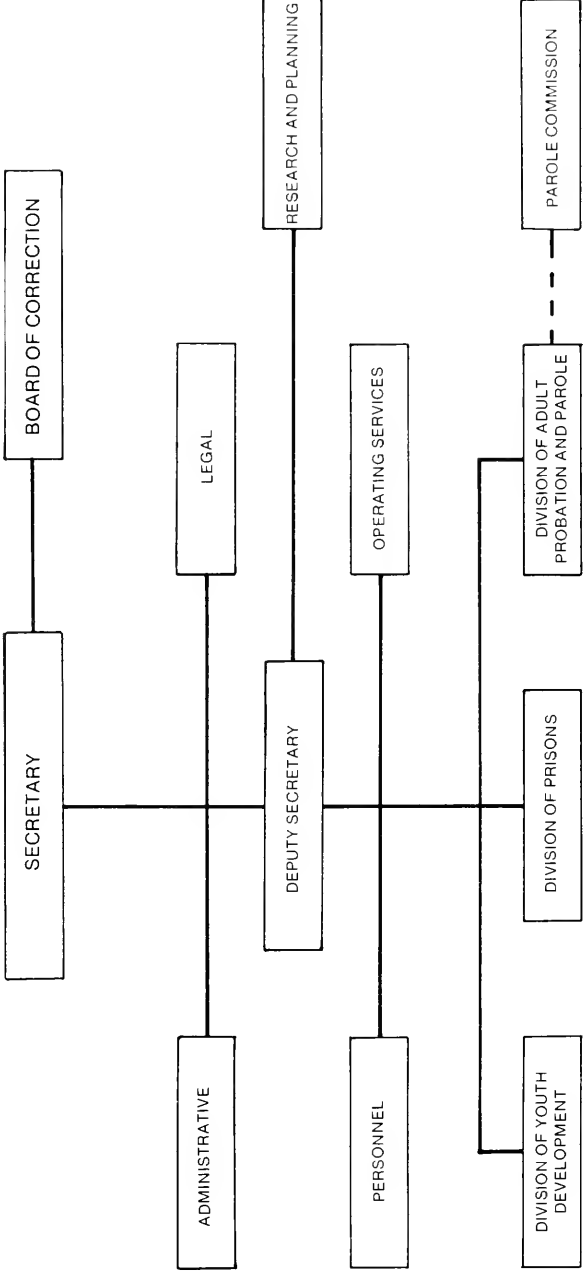 SECRETARY
BOARD OF CORRECTION
ADMINISTRATIVE
LEGAL
DEPUTY SECRETARY
RESEARCH AND PLANNING
PERSONNEL
OPERATING SERVICES
DIVISION OF YOUTH
DEVELOPMENT
DIVISION OF PRISONS
DIVISION OF ADULT
PROBATION AND PAROLE
PAROLE COMMISSION